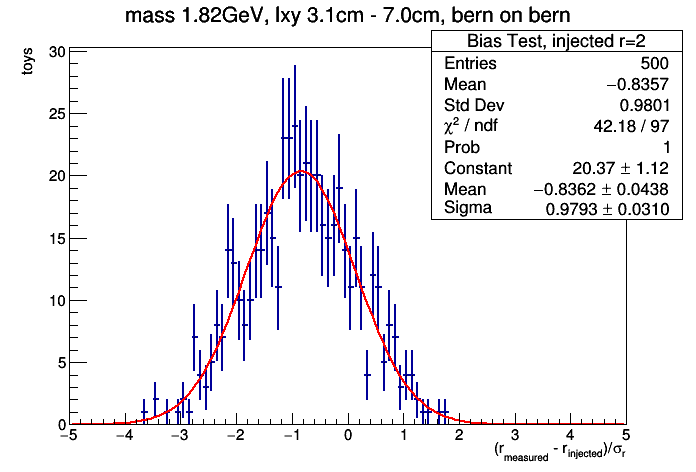 mass 1.82GeV, lxy 3.1cm - 7.0cm, bern on bern
Bias Test, injected r=2
Entries 500
Mean −0.8357
Std Dev 0.9801
χ² / ndf 42.18 / 97
Prob 1
Constant 20.37 ± 1.12
Mean −0.8362 ± 0.0438
Sigma 0.9793 ± 0.0310
toys
30
25
20
15
10
5
0
−5 −4 −3 −2 −1 0 1 2 3 4 5
(r_measured - r_injected)/σ_r